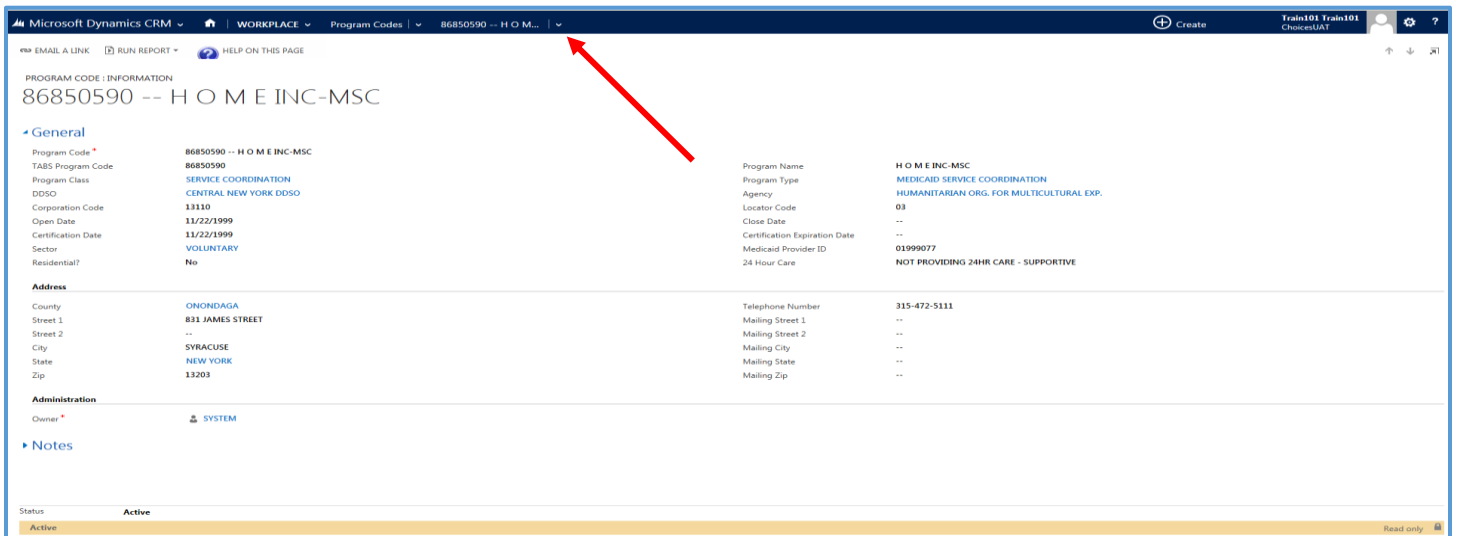 Microsoft Dynamics CRM WORKPLACE Program Codes 86850590 -- H O M... Create Train101 Train101
ChoicesUAT
?
EMAIL A LINK RUN REPORT ? HELP ON THIS PAGE
PROGRAM CODE : INFORMATION
86850590 -- H O M E INC-MSC
General
Program Code * 86850590 -- H O M E INC-MSC
TABS Program Code 86850590 Program Name H O M E INC-MSC
Program Class SERVICE COORDINATION Program Type MEDICAID SERVICE COORDINATION
DDSO CENTRAL NEW YORK DDSO Agency HUMANITARIAN ORG. FOR MULTICULTURAL EXP.
Corporation Code 13110 Locator Code 03
Open Date 11/22/1999 Close Date --
Certification Date 11/22/1999 Certification Expiration Date --
Sector VOLUNTARY Medicaid Provider ID 01999077
Residential? No 24 Hour Care NOT PROVIDING 24HR CARE - SUPPORTIVE
Address
County ONONDAGA Telephone Number 315-472-5111
Street 1 831 JAMES STREET Mailing Street 1 --
Street 2 -- Mailing Street 2 --
City SYRACUSE Mailing City --
State NEW YORK Mailing State --
Zip 13203 Mailing Zip --
Administration
Owner * SYSTEM
Notes
Status Active
Active Read only